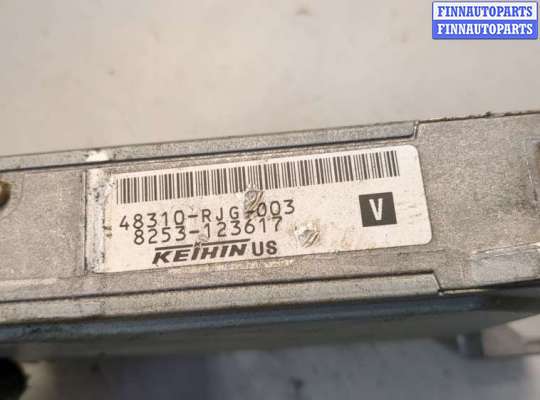 FINNAUTOPARTS
FINNAUTOPARTS
48310-RJG-003
8253-123617
V
KEIHIN US